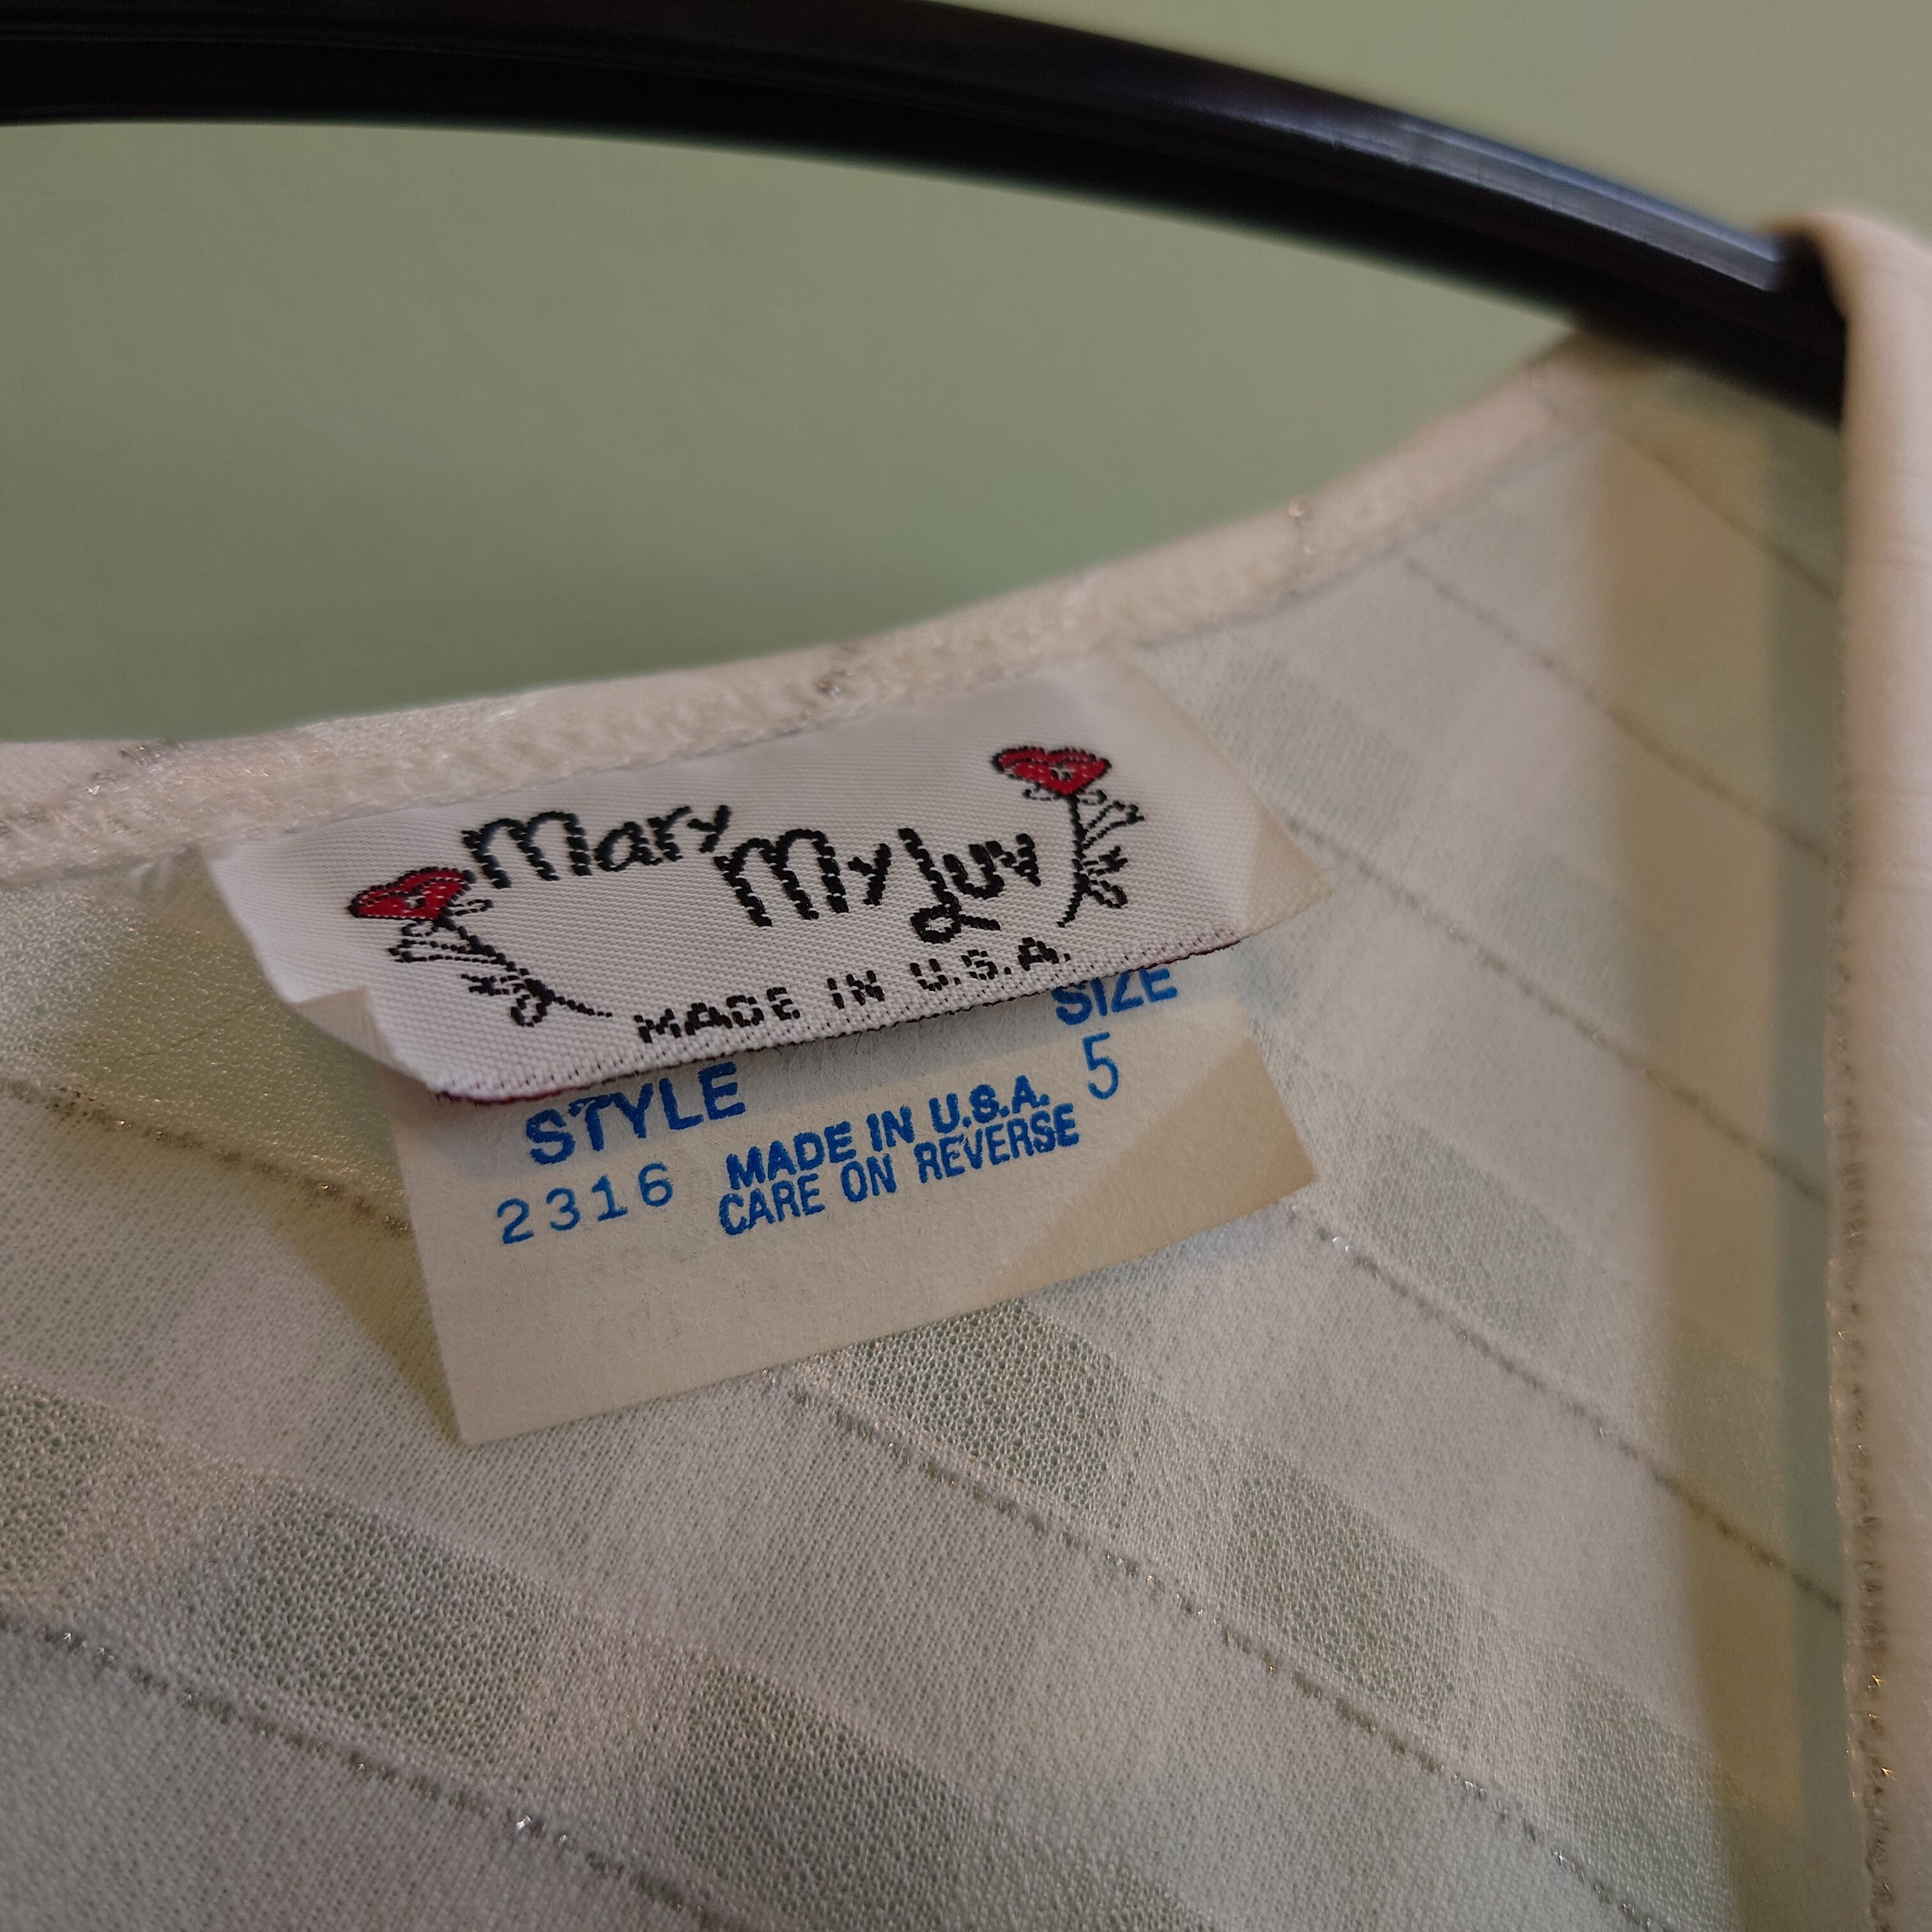 Mary
My Luv
MADE IN U.S.A.
SIZE
STYLE 5
2316 MADE IN U.S.A.
CARE ON REVERSE